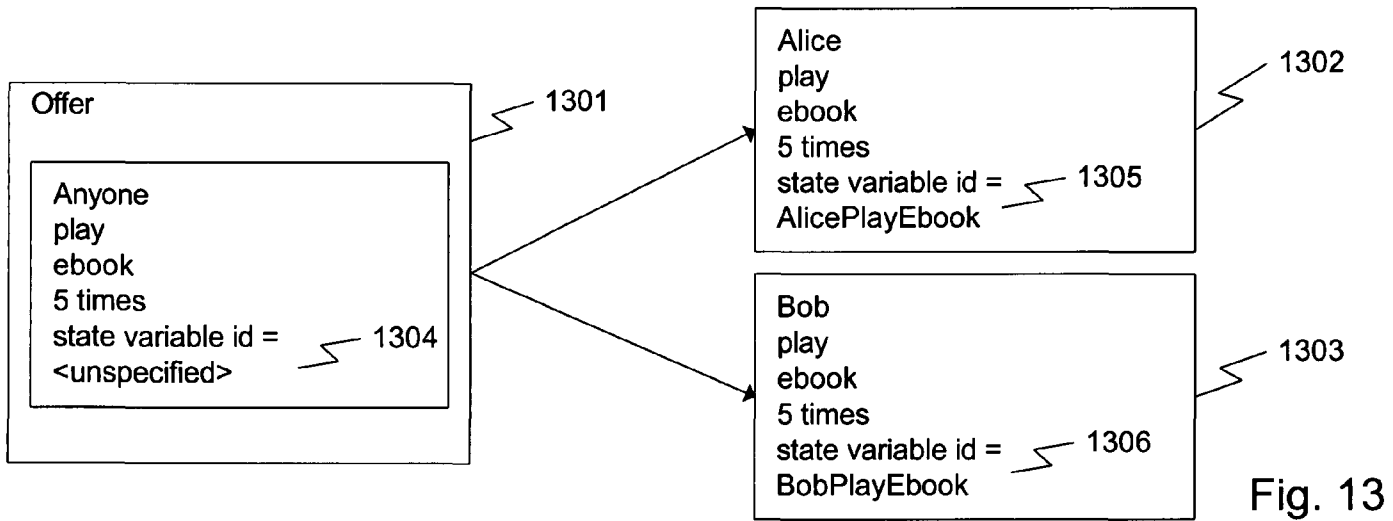 Offer
1301
Anyone
play
ebook
5 times
state variable id =
1304
<unspecified>
Alice
1302
play
ebook
5 times
state variable id =
1305
AlicePlayEbook
Bob
play
1303
ebook
5 times
state variable id =
1306
BobPlayEbook
Fig. 13